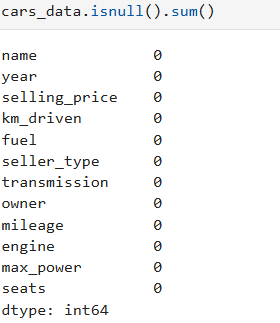 cars_data.isnull().sum()
name 0
year 0
selling_price 0
km_driven 0
fuel 0
seller_type 0
transmission 0
owner 0
mileage 0
engine 0
max_power 0
seats 0
dtype: int64